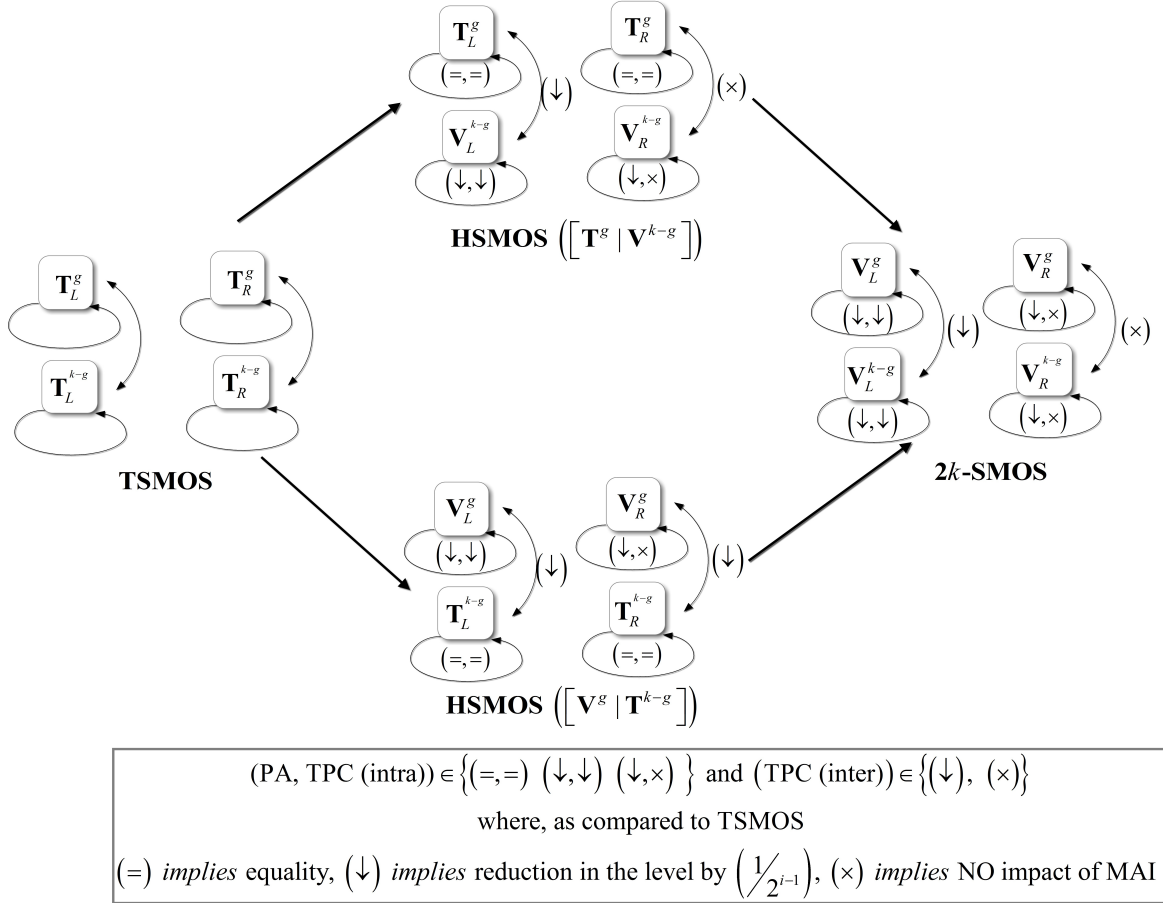 T_L^g
(=,=)
(↓)
V_L^{k-g}
(↓,↓)
T_R^g
(=,=)
(×)
V_R^{k-g}
(↓,×)
HSMOS ([T^g | V^{k-g}])
T_L^g
T_L^{k-g}
T_R^g
T_R^{k-g}
TSMOS
V_L^g
(↓,↓)
(↓)
V_L^{k-g}
(↓,↓)
V_R^g
(↓,×)
(×)
V_R^{k-g}
(↓,×)
2k-SMOS
V_L^g
(↓,↓)
(↓)
T_L^{k-g}
(=,=)
V_R^g
(↓,×)
(↓)
T_R^{k-g}
(=,=)
HSMOS ([V^g | T^{k-g}])
(PA, TPC (intra)) ∈ {(=,=) (↓,↓) (↓,×) } and (TPC (inter)) ∈ {(↓), (×)}
where, as compared to TSMOS
(=) implies equality, (↓) implies reduction in the level by (1/2^{i-1}), (×) implies NO impact of MAI